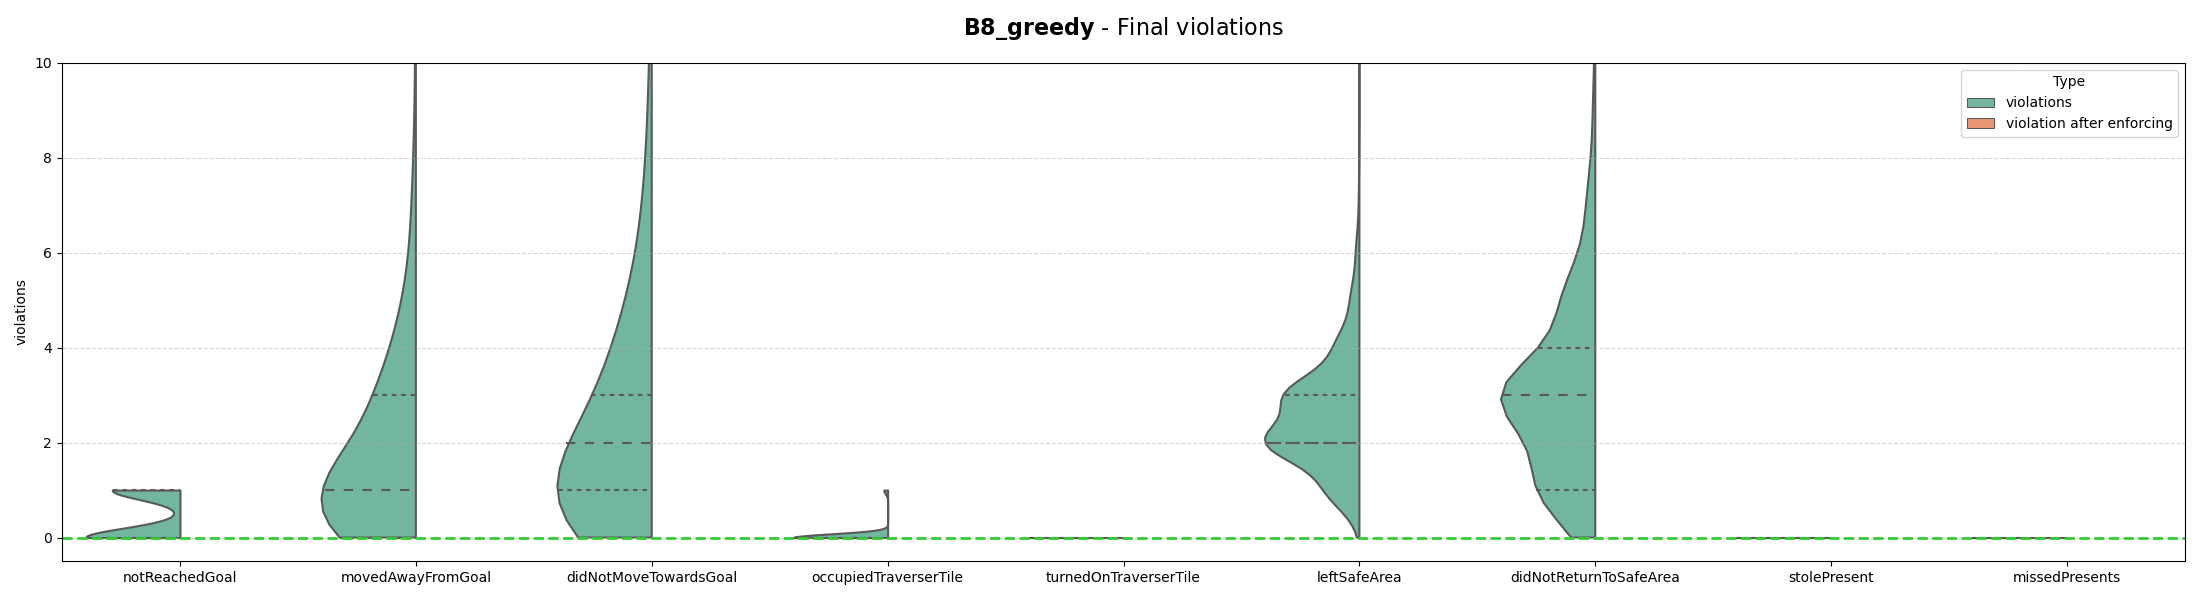 B8_greedy - Final violations
10
8
6
4
2
0
violations
Type
violations
violation after enforcing
notReachedGoal
movedAwayFromGoal
didNotMoveTowardsGoal
occupiedTraverserTile
turnedOnTraverserTile
leftSafeArea
didNotReturnToSafeArea
stolePresent
missedPresents